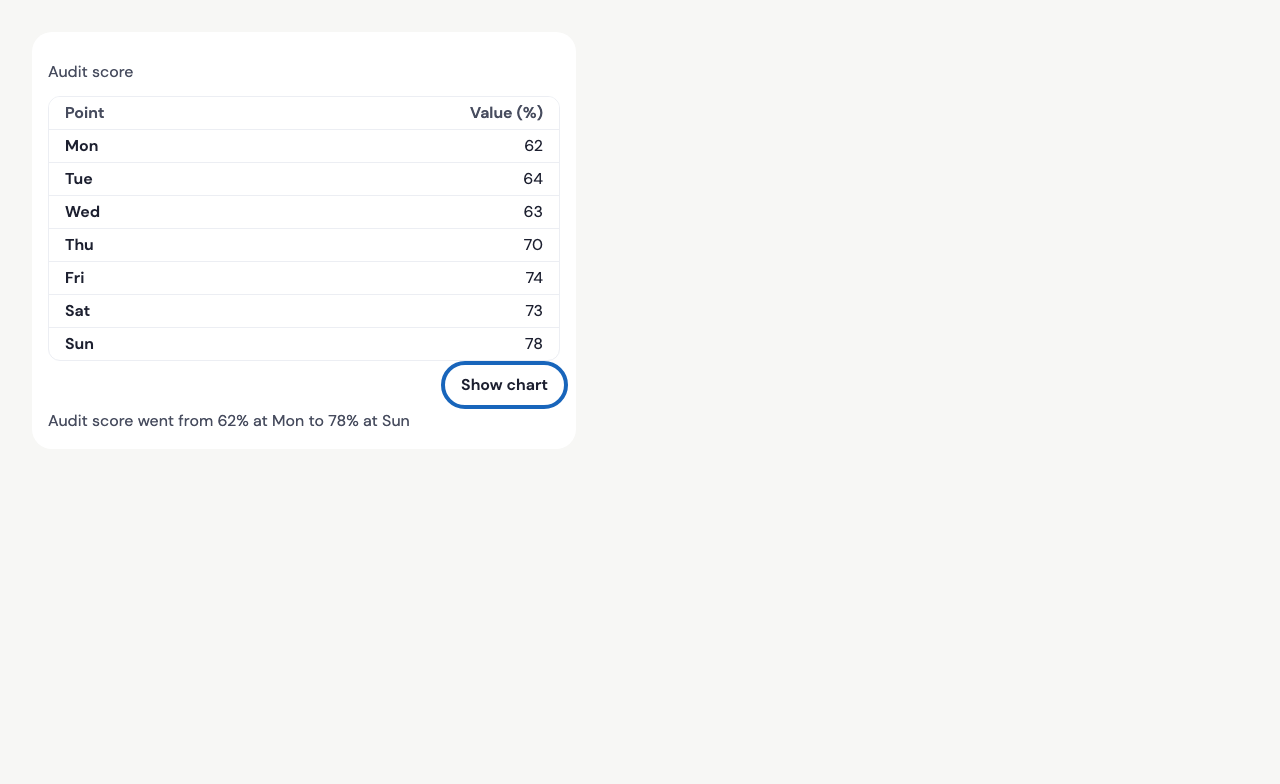 Audit score
Point Value (%)
Mon 62
Tue 64
Wed 63
Thu 70
Fri 74
Sat 73
Sun 78
Show chart
Audit score went from 62% at Mon to 78% at Sun